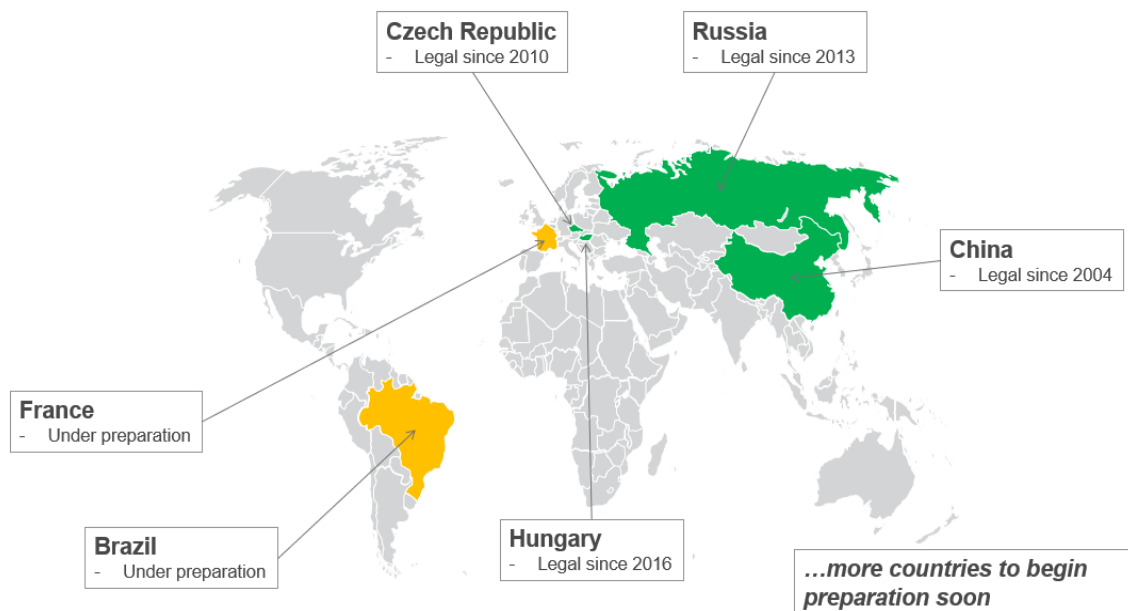 Czech Republic
- Legal since 2010
Russia
- Legal since 2013
China
- Legal since 2004
France
- Under preparation
Brazil
- Under preparation
Hungary
- Legal since 2016
...more countries to begin
preparation soon